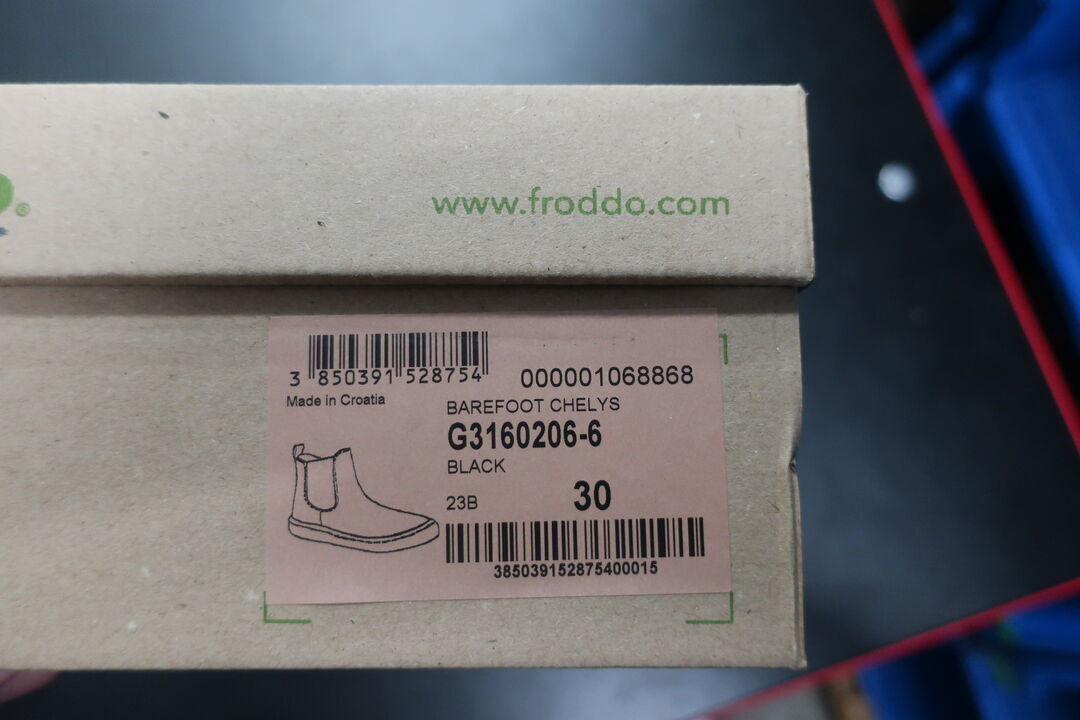 ®
www.froddo.com
3 850391 528754
000001068868
Made in Croatia
BAREFOOT CHELYS
G3160206-6
BLACK
23B
30
385039152875400015